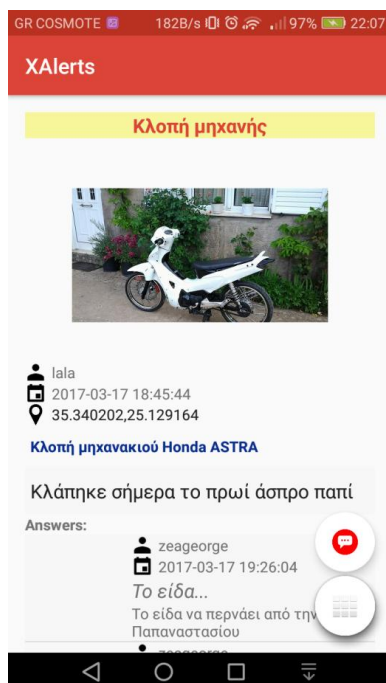 GR COSMOTE 182B/s 97% 22:07
XAlerts
Κλοπή μηχανής
lala
2017-03-17 18:45:44
35.340202,25.129164
Κλοπή μηχανακιού Honda ASTRA
Κλάπηκε σήμερα το πρωί άσπρο παπί
Answers:
zeageorge
2017-03-17 19:26:04
Το είδα...
Το είδα να περνάει από την
Παπαναστασίου
zeageorge